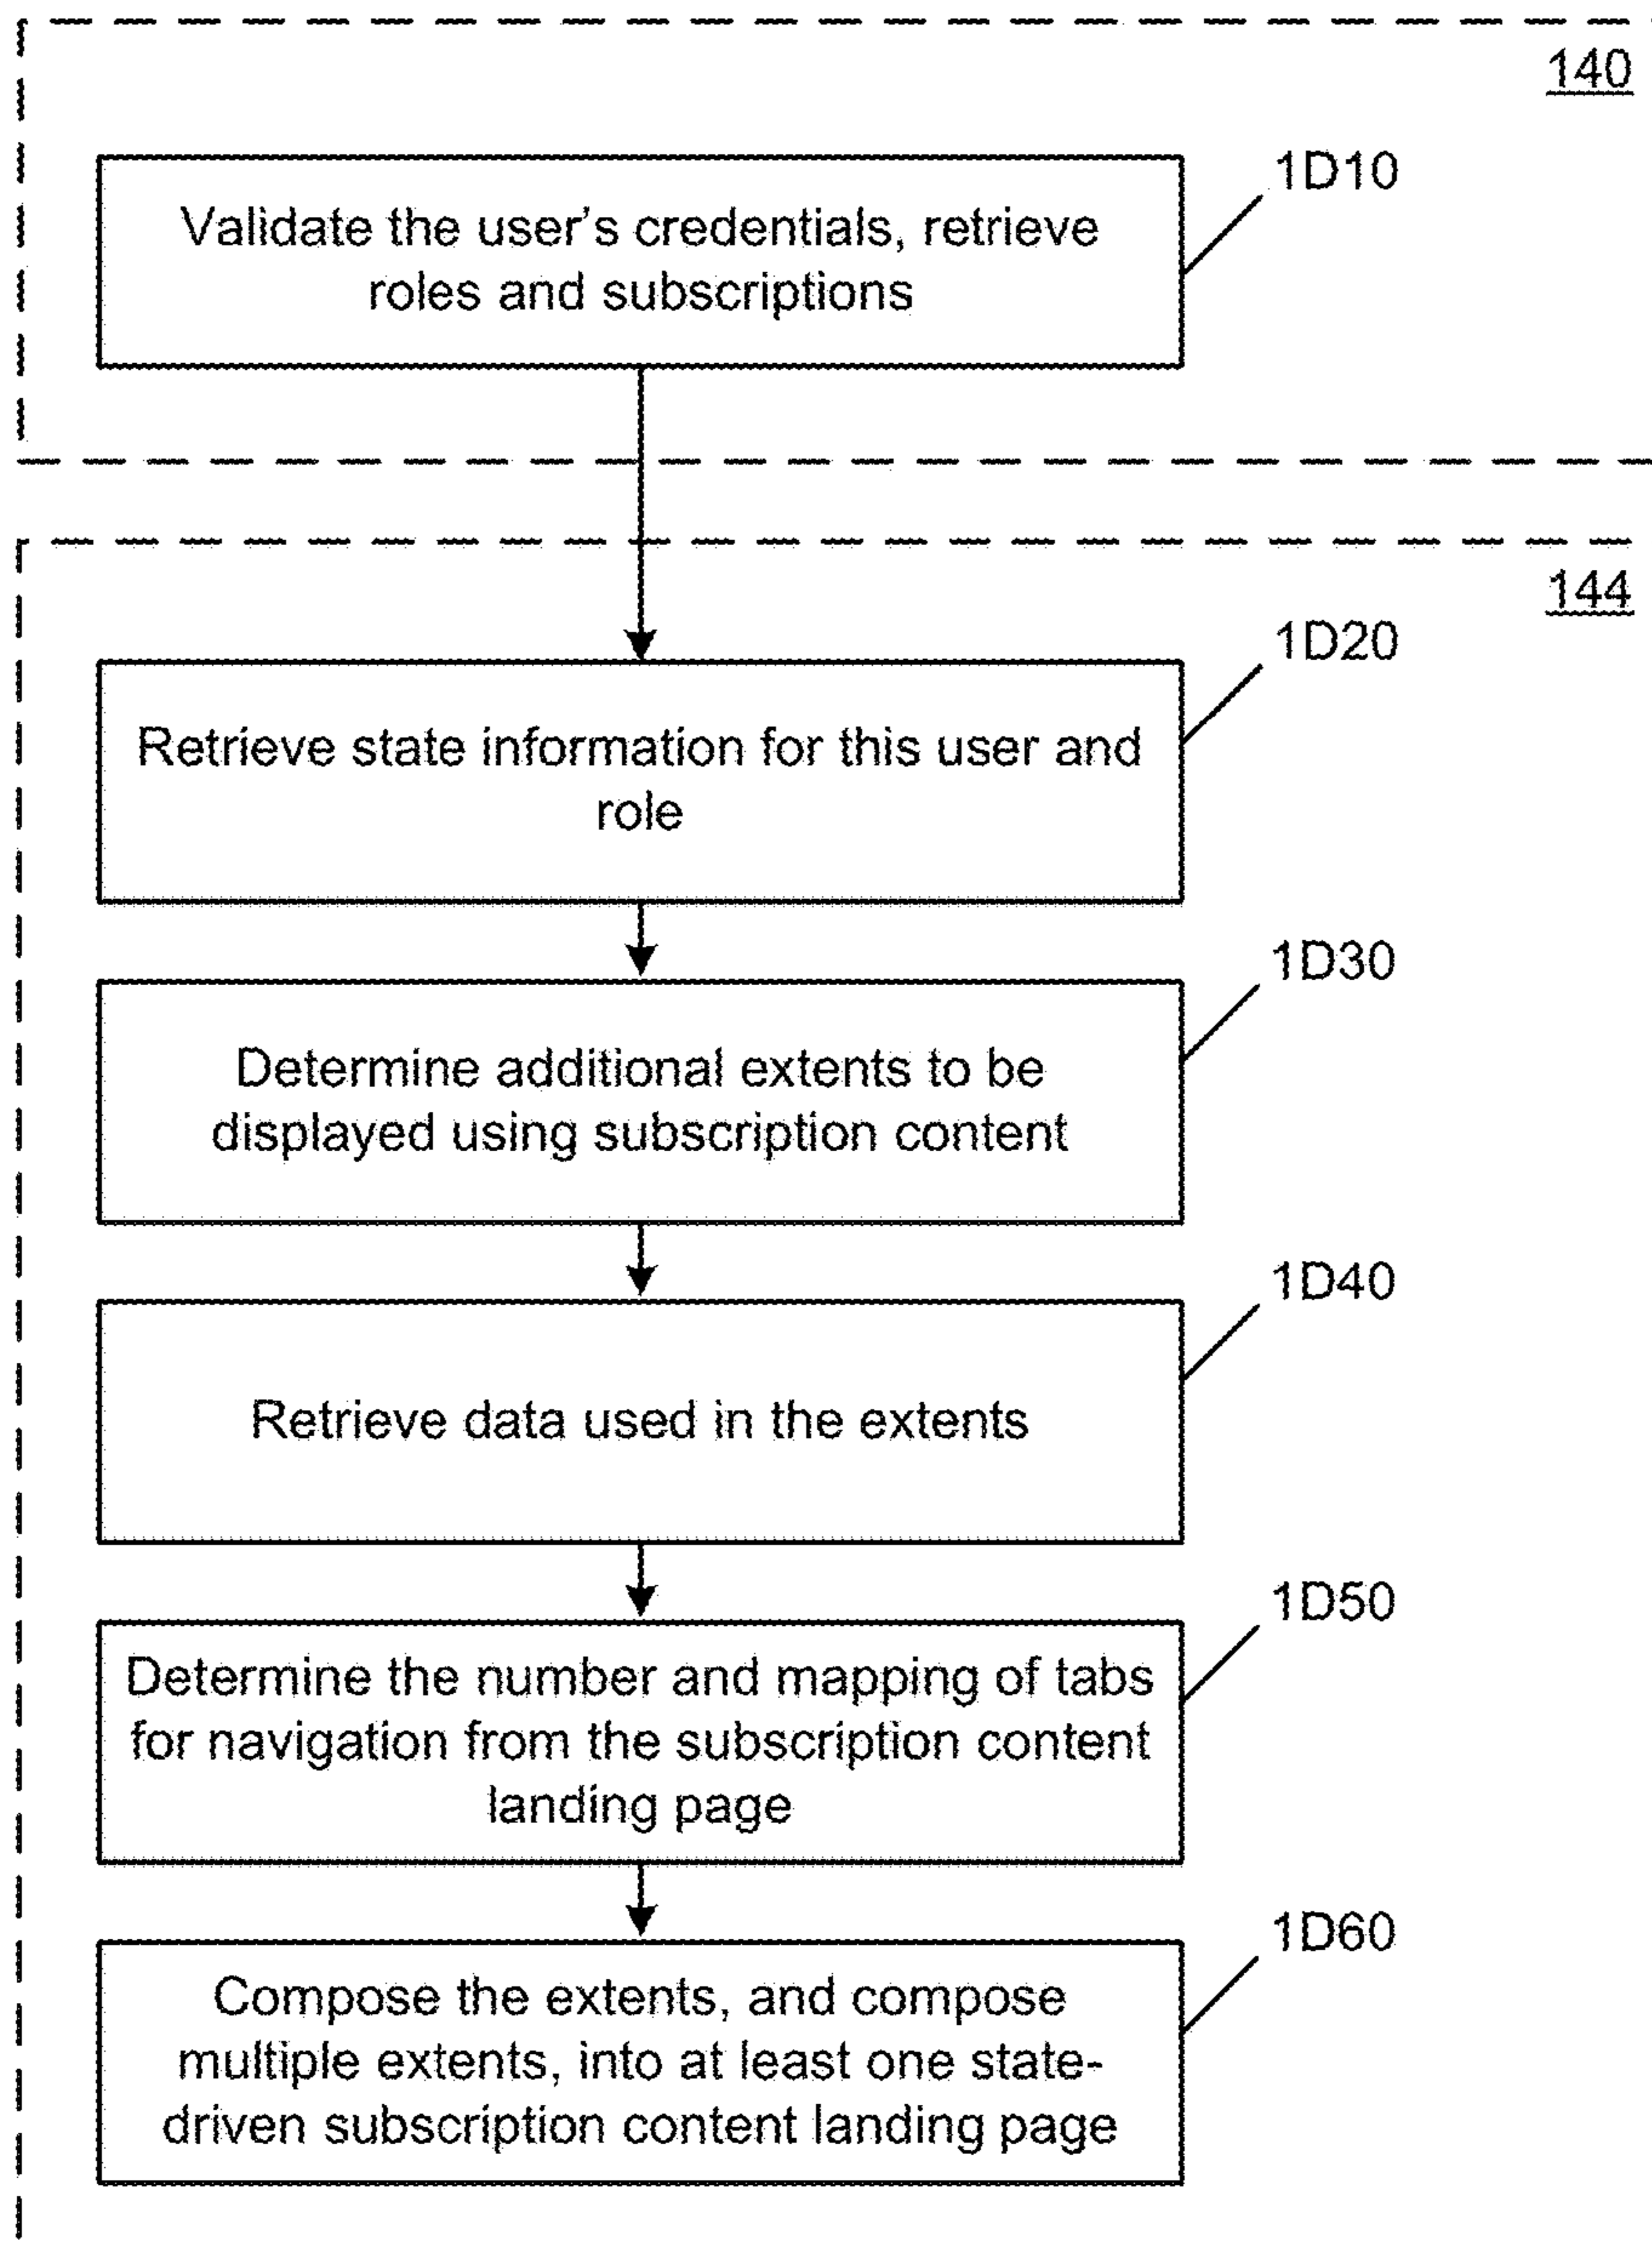 140
1D10
Validate the user's credentials, retrieve
roles and subscriptions
144
1D20
Retrieve state information for this user and
role
1D30
Determine additional extents to be
displayed using subscription content
1D40
Retrieve data used in the extents
1D50
Determine the number and mapping of tabs
for navigation from the subscription content
landing page
1D60
Compose the extents, and compose
multiple extents, into at least one state-
driven subscription content landing page